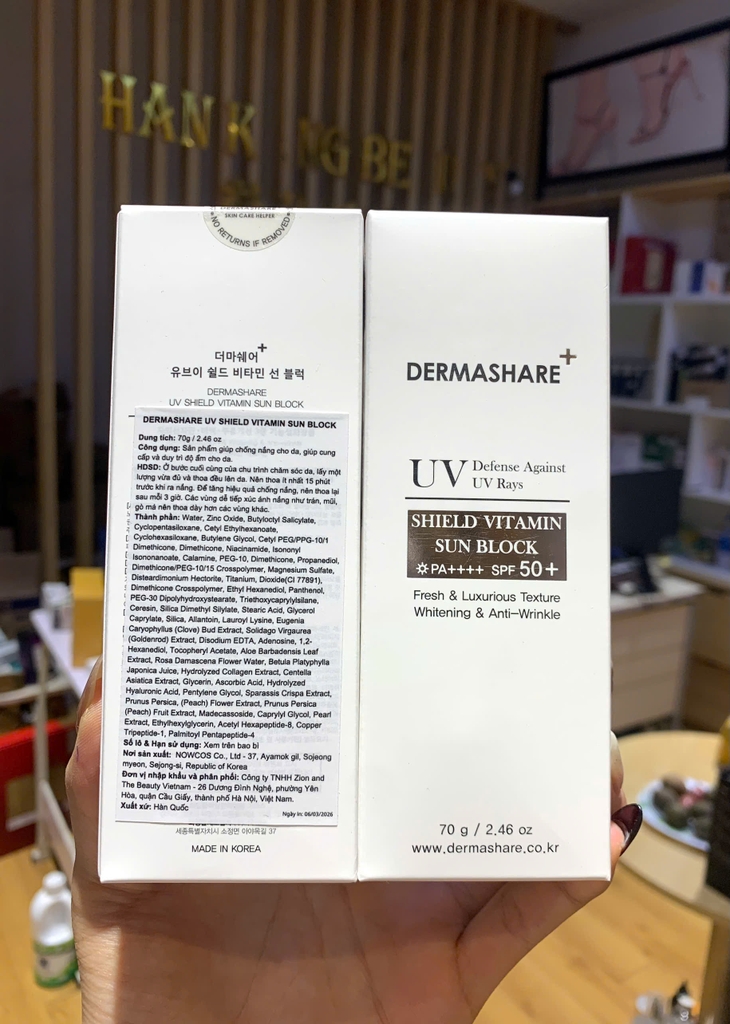 HAN K NG BE
DERMASHARE
SKIN CARE HELPER
NO RETURNS IF REMOVED
더마쉐어+
유브이 쉴드 비타민 선 블럭
DERMASHARE
UV SHIELD VITAMIN SUN BLOCK
DERMASHARE UV SHIELD VITAMIN SUN BLOCK
Dung tích: 70g / 2.46 oz
Công dụng: Sản phẩm giúp chống nắng cho da, giúp cung
cấp và duy trì độ ẩm cho da.
HDSD: Ở bước cuối cùng của chu trình chăm sóc da, lấy một
lượng vừa đủ và thoa đều lên da. Nên thoa ít nhất 15 phút
trước khi ra nắng. Để tăng hiệu quả chống nắng, nên thoa lại
sau mỗi 3 giờ. Các vùng dễ tiếp xúc ánh nắng như trán, mũi,
gò má nên thoa dày hơn các vùng khác.
Thành phần: Water, Zinc Oxide, Butyloctyl Salicylate,
Cyclopentasiloxane, Cetyl Ethylhexanoate,
Cyclohexasiloxane, Butylene Glycol, Cetyl PEG/PPG-10/1
Dimethicone, Dimethicone, Niacinamide, Isononyl
Isononanoate, Calamine, PEG-10, Dimethicone, Propanediol,
Dimethicone/PEG-10/15 Crosspolymer, Magnesium Sulfate,
Disteardimonium Hectorite, Titanium, Dioxide(CI 77891),
Dimethicone Crosspolymer, Ethyl Hexanediol, Panthenol,
PEG-30 Dipolyhydroxystearate, Triethoxycaprylylsilane,
Ceresin, Silica Dimethyl Silylate, Stearic Acid, Glycerol
Caprylate, Silica, Allantoin, Lauroyl Lysine, Eugenia
Caryophyllus (Clove) Bud Extract, Solidago Virgaurea
(Goldenrod) Extract, Disodium EDTA, Adenosine, 1,2-
Hexanediol, Tocopheryl Acetate, Aloe Barbadensis Leaf
Extract, Rosa Damascena Flower Water, Betula Platyphylla
Japonica Juice, Hydrolyzed Collagen Extract, Centella
Asiatica Extract, Glycerin, Ascorbic Acid, Hydrolyzed
Hyaluronic Acid, Pentylene Glycol, Sparassis Crispa Extract,
Prunus Persica, (Peach) Flower Extract, Prunus Persica
(Peach) Fruit Extract, Madecassoside, Caprylyl Glycol, Pearl
Extract, Ethylhexylglycerin, Acetyl Hexapeptide-8, Copper
Tripeptide-1, Palmitoyl Pentapeptide-4
Số lô & Hạn sử dụng: Xem trên bao bì
Nơi sản xuất: NOWCOS Co., Ltd - 37, Ayamok gil, Sojeong
myeon, Sejong-si, Republic of Korea
Đơn vị nhập khẩu và phân phối: Công ty TNHH Zion and
The Beauty Vietnam - 26 Dương Đình Nghệ, phường Yên
Hòa, quận Cầu Giấy, thành phố Hà Nội, Việt Nam.
Xuất xứ: Hàn Quốc
Ngày in: 06/03/2026
세종특별자치시 소정면 아야목길 37
MADE IN KOREA
DERMASHARE+
UV Defense Against
UV Rays
SHIELD VITAMIN
SUN BLOCK
PA++++ SPF 50+
Fresh & Luxurious Texture
Whitening & Anti-Wrinkle
70 g / 2.46 oz
www.dermashare.co.kr